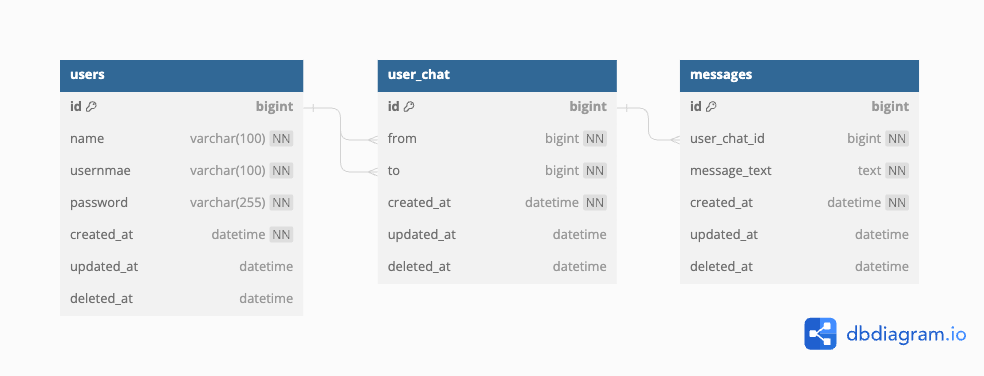 users
id bigint
name varchar(100) NN
usernmae varchar(100) NN
password varchar(255) NN
created_at datetime NN
updated_at datetime
deleted_at datetime
user_chat
id bigint
from bigint NN
to bigint NN
created_at datetime NN
updated_at datetime
deleted_at datetime
messages
id bigint
user_chat_id bigint NN
message_text text NN
created_at datetime NN
updated_at datetime
deleted_at datetime
dbdiagram.io